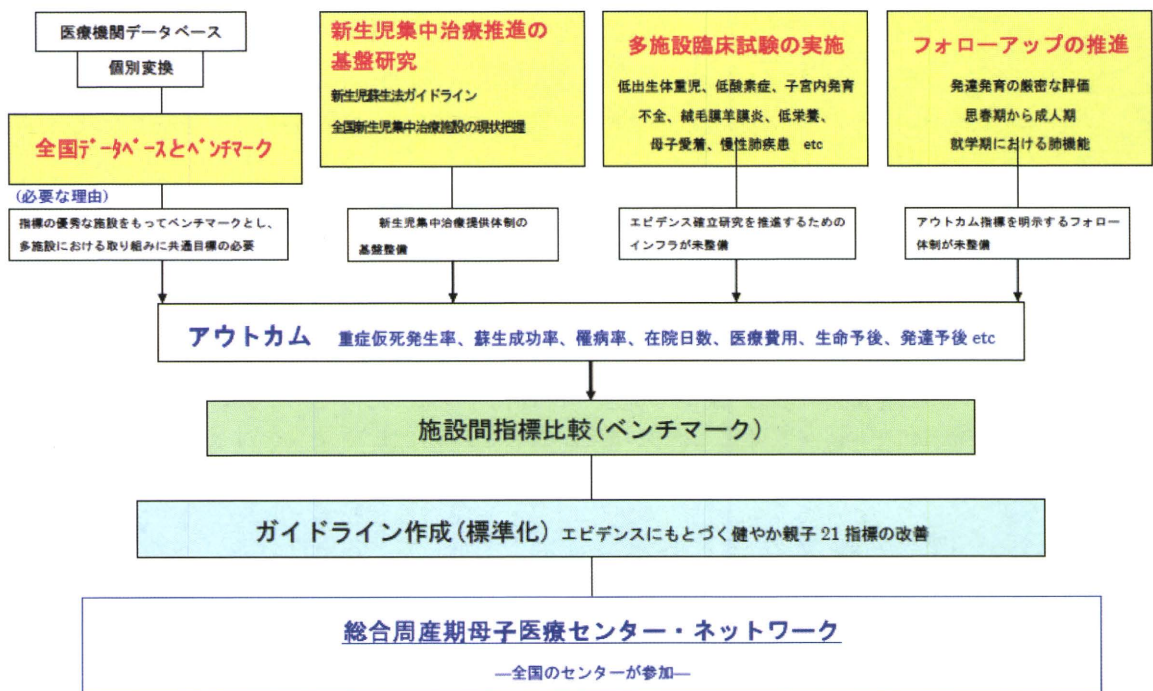 医療機関データベース
個別変換
全国ﾃﾞｰﾀﾍﾞｰｽとﾍﾞﾝﾁﾏｰｸ
(必要な理由)
指標の優秀な施設をもってベンチマークとし、
多施設における取り組みに共通目標の必要
新生児集中治療推進の
基盤研究
新生児蘇生法ガイドライン
全国新生児集中治療施設の現状把握
新生児集中治療提供体制の
基盤整備
多施設臨床試験の実施
低出生体重児、低酸素症、子宮内発育
不全、絨毛膜羊膜炎、低栄養、
母子愛着、慢性肺疾患 etc
エビデンス確立研究を推進するための
インフラが未整備
フォローアップの推進
発達発育の厳密な評価
思春期から成人期
就学期における肺機能
アウトカム指標を明示するフォロー
体制が未整備
アウトカム 重症仮死発生率、蘇生成功率、罹病率、在院日数、医療費用、生命予後、発達予後 etc
施設間指標比較(ベンチマーク)
ガイドライン作成(標準化) エビデンスにもとづく健やか親子 21 指標の改善
総合周産期母子医療センター・ネットワーク
―全国のセンターが参加―